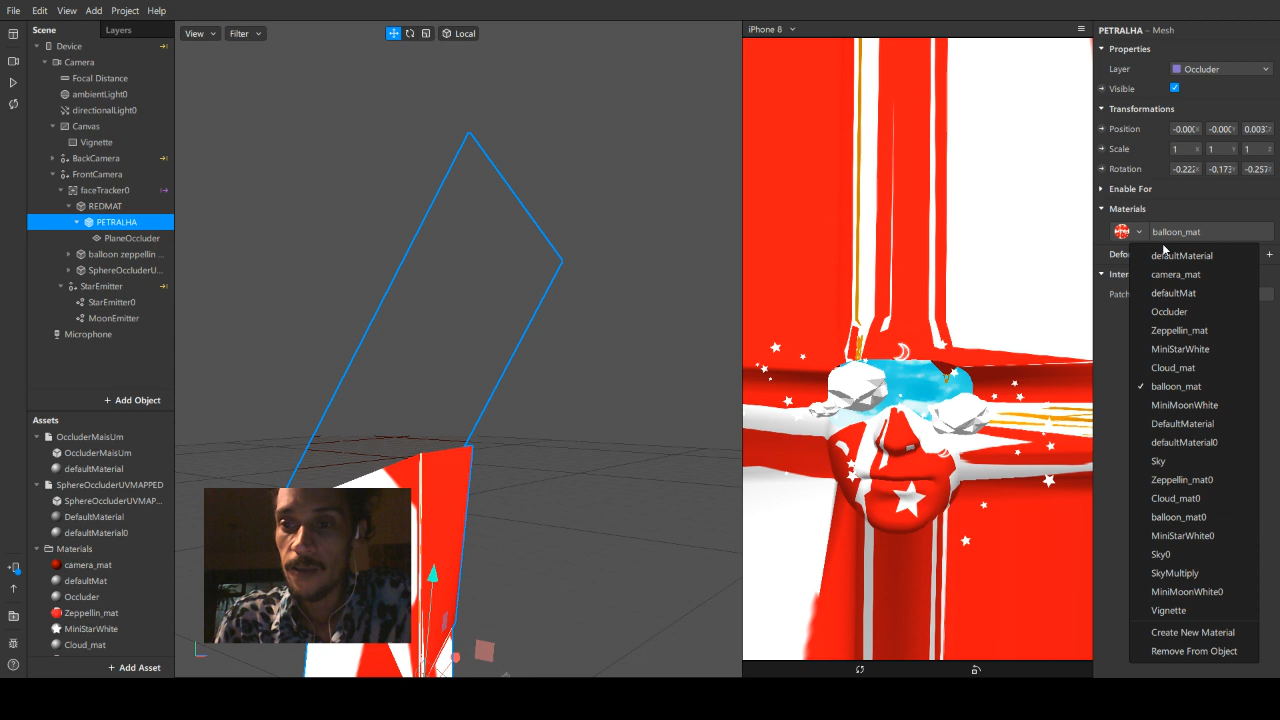 File Edit View Add Project Help
Scene
Layers
Device
Camera
Focal Distance
ambientLight0
directionalLight0
Canvas
Vignette
BackCamera
FrontCamera
faceTracker0
REDMAT
PETRALHA
PlaneOccluder
balloon zeppellin ...
SphereOccluderU...
StarEmitter
StarEmitter0
MoonEmitter
Microphone
Add Object
Assets
OccluderMaisUm
OccluderMaisUm
defaultMaterial
SphereOccluderUVMAPPED
SphereOccluderUVMAP...
DefaultMaterial
defaultMaterial0
Materials
camera_mat
defaultMat
Occluder
Zeppellin_mat
MiniStarWhite
Cloud_mat
Add Asset
View
Filter
Local
iPhone 8
PETRALHA – Mesh
Properties
Layer
Occluder
Visible
Transformations
Position
Scale 1 1 1
Rotation
Enable For
Materials
balloon_mat
defaultMaterial
camera_mat
defaultMat
Occluder
Zeppellin_mat
MiniStarWhite
Cloud_mat
balloon_mat
MiniMoonWhite
DefaultMaterial
defaultMaterial0
Sky
Zeppellin_mat0
Cloud_mat0
balloon_mat0
MiniStarWhite0
Sky0
SkyMultiply
MiniMoonWhite0
Vignette
Create New Material
Remove From Object